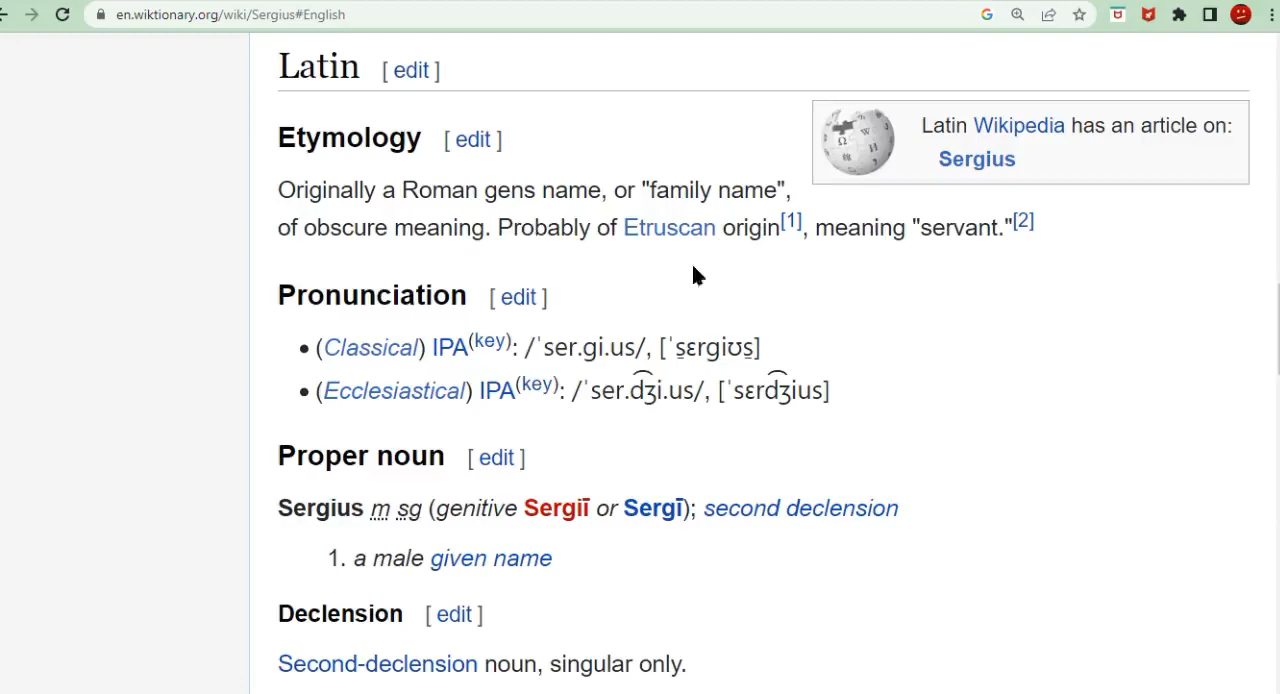 en.wiktionary.org/wiki/Sergius#English
Latin [ edit ]
Latin Wikipedia has an article on:
Sergius
Etymology [ edit ]
Originally a Roman gens name, or "family name",
of obscure meaning. Probably of Etruscan origin[1], meaning "servant."[2]
Pronunciation [ edit ]
• (Classical) IPA(key): /ˈser.gi.us/, [ˈs̠ɛrgiʊs̠]
• (Ecclesiastical) IPA(key): /ˈser.d͡ʒi.us/, [ˈsɛrd͡ʒius]
Proper noun [ edit ]
Sergius m sg (genitive Sergiī or Sergī); second declension
1. a male given name
Declension [ edit ]
Second-declension noun, singular only.